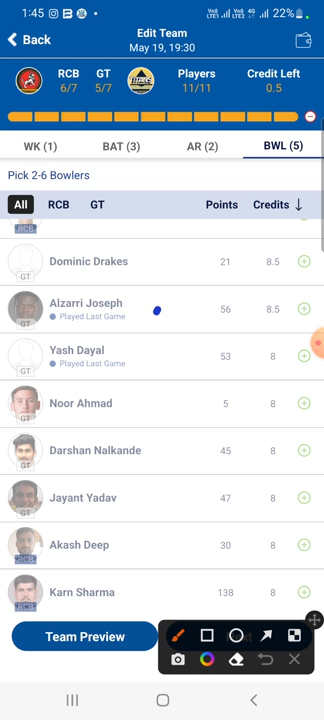 1:45
22%
Edit Team
Back
May 19, 19:30
RCB GT Players Credit Left
6/7 5/7 11/11 0.5
WK (1) BAT (3) AR (2) BWL (5)
Pick 2-6 Bowlers
All RCB GT Points Credits ↓
RCB
Dominic Drakes 21 8.5
GT
Alzarri Joseph 56 8.5
Played Last Game
GT
Yash Dayal 53 8
Played Last Game
GT
Noor Ahmad 5 8
GT
Darshan Nalkande 45 8
GT
Jayant Yadav 47 8
GT
Akash Deep 30 8
RCB
Karn Sharma 138 8
RCB
Team Preview